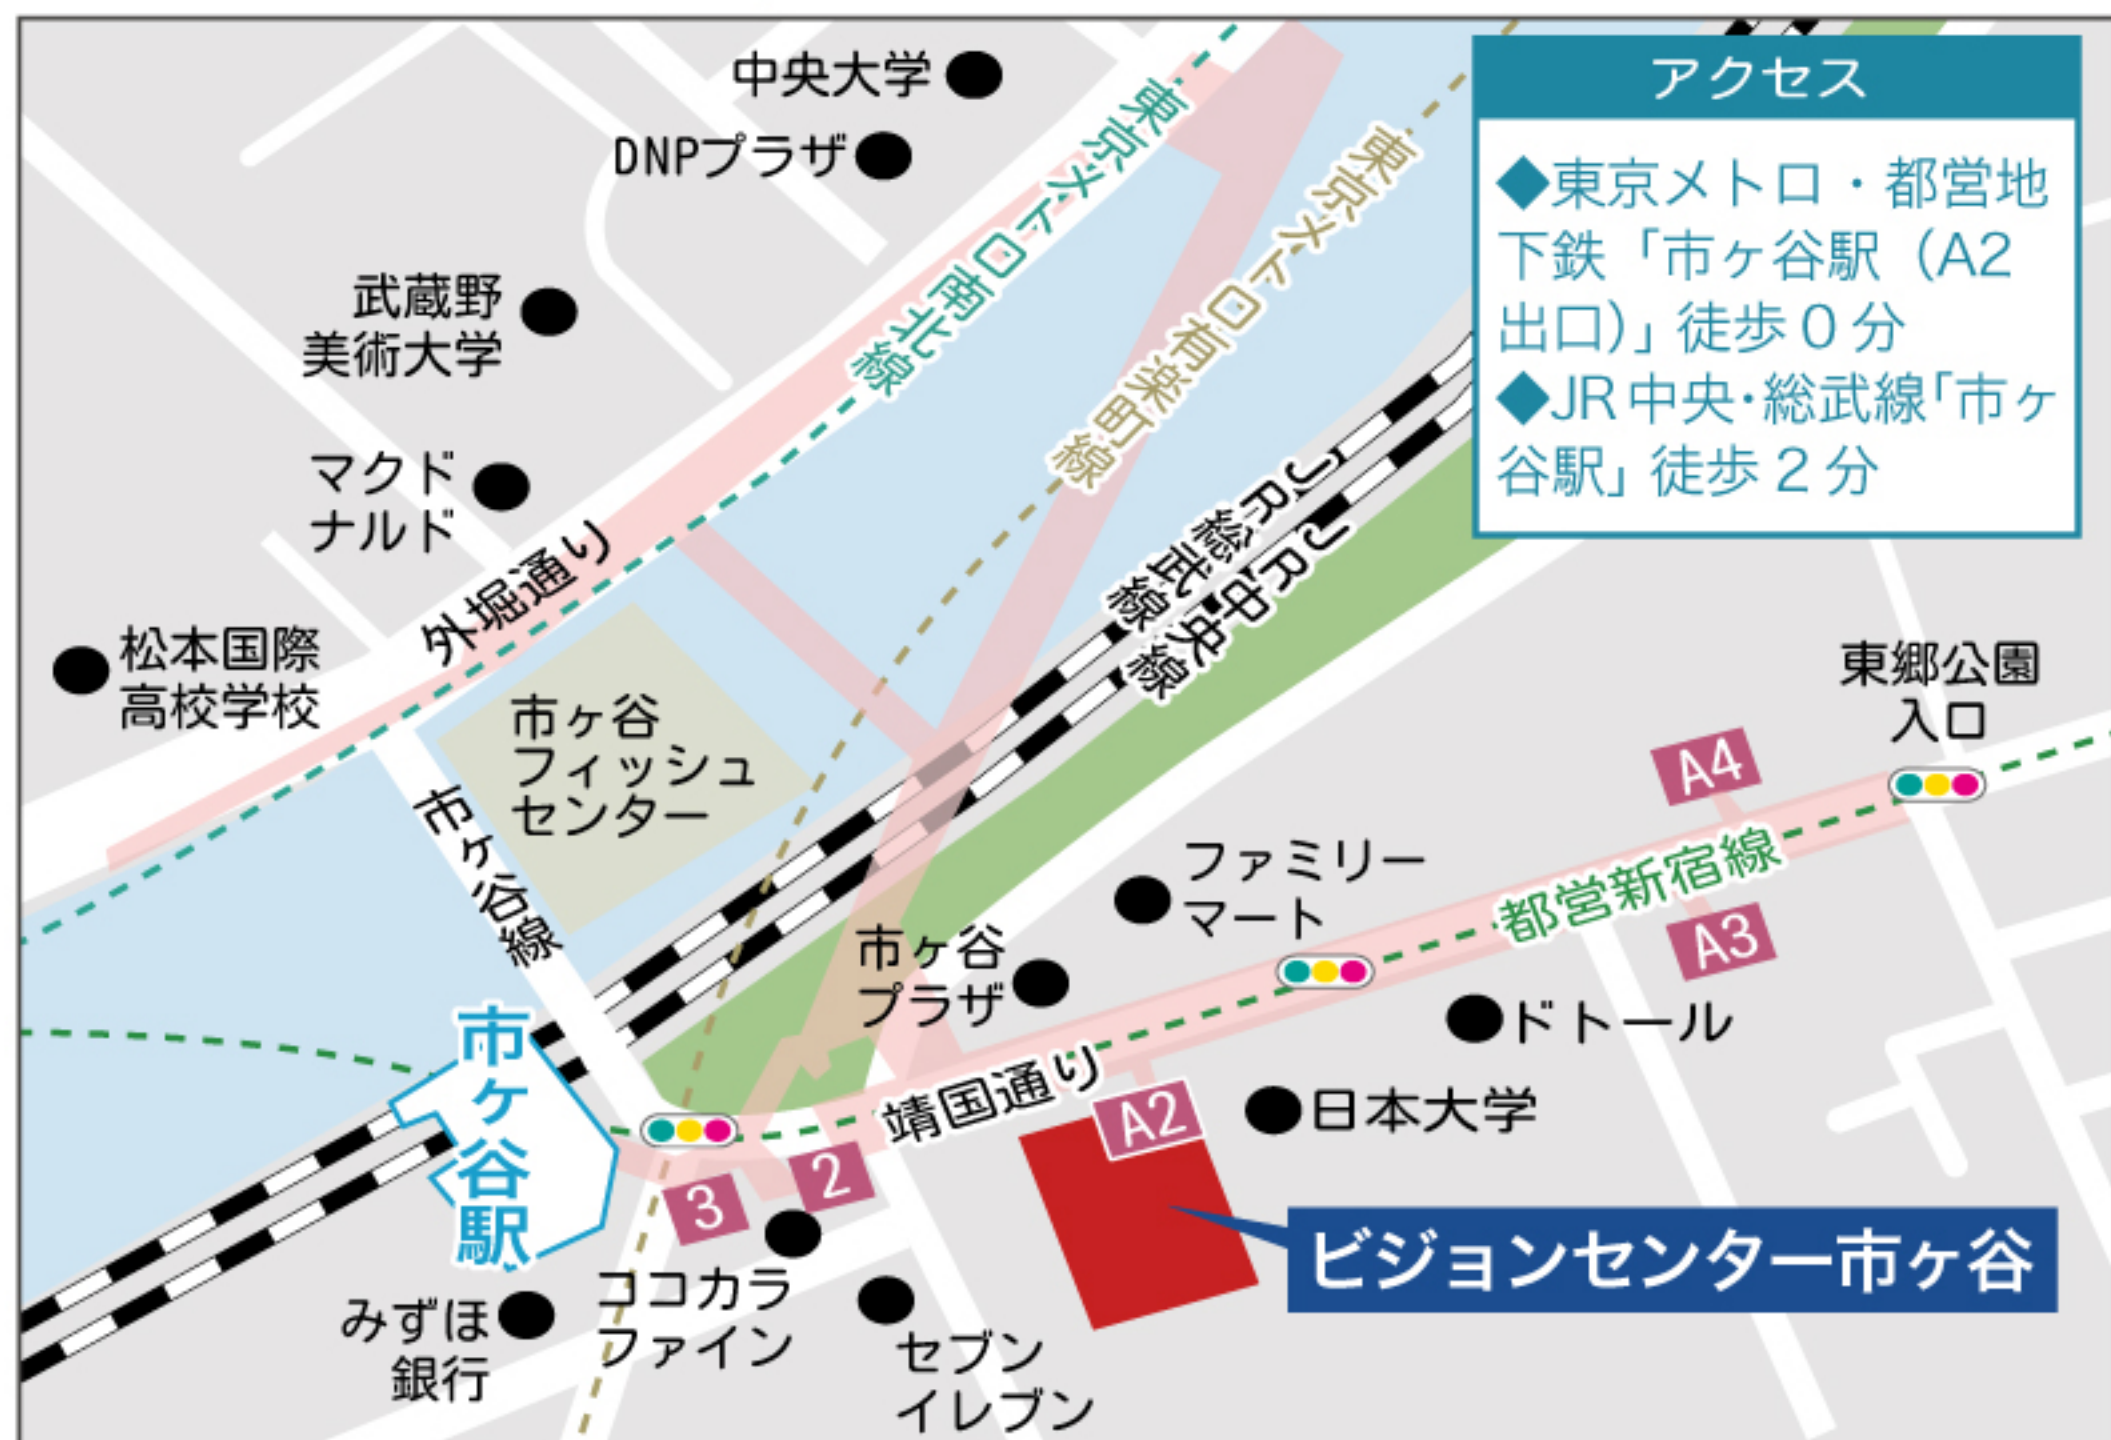 中央大学
DNPプラザ
武蔵野
美術大学
マクド
ナルド
松本国際
高校学校
外堀通り
東京メトロ南北線
東京メトロ有楽町線
JR総武線
JR中央線
アクセス
◆東京メトロ・都営地
下鉄「市ヶ谷駅（A2
出口）」徒歩０分
◆JR中央・総武線「市ヶ
谷駅」徒歩２分
市ヶ谷
フィッシュ
センター
市ヶ谷線
東郷公園
入口
A4
A3
都営新宿線
ファミリー
マート
市ヶ谷
プラザ
ドトール
靖国通り
A2
日本大学
市ヶ谷駅
3
2
ビジョンセンター市ヶ谷
ココカラ
ファイン
みずほ
銀行
セブン
イレブン